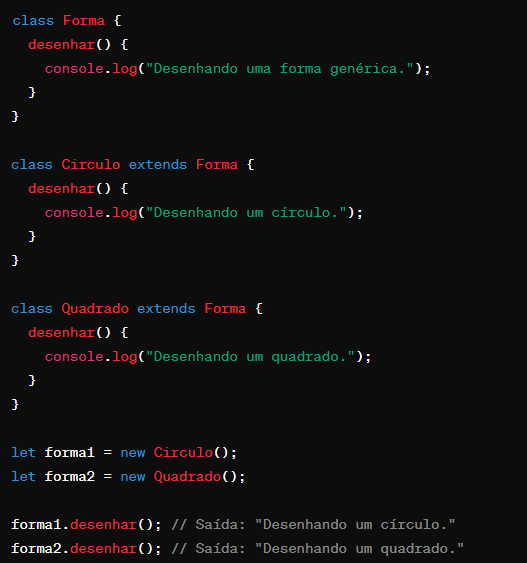 class Forma {
  desenhar() {
    console.log("Desenhando uma forma genérica.");
  }
}

class Circulo extends Forma {
  desenhar() {
    console.log("Desenhando um círculo.");
  }
}

class Quadrado extends Forma {
  desenhar() {
    console.log("Desenhando um quadrado.");
  }
}

let forma1 = new Circulo();
let forma2 = new Quadrado();

forma1.desenhar(); // Saída: "Desenhando um círculo."
forma2.desenhar(); // Saída: "Desenhando um quadrado."